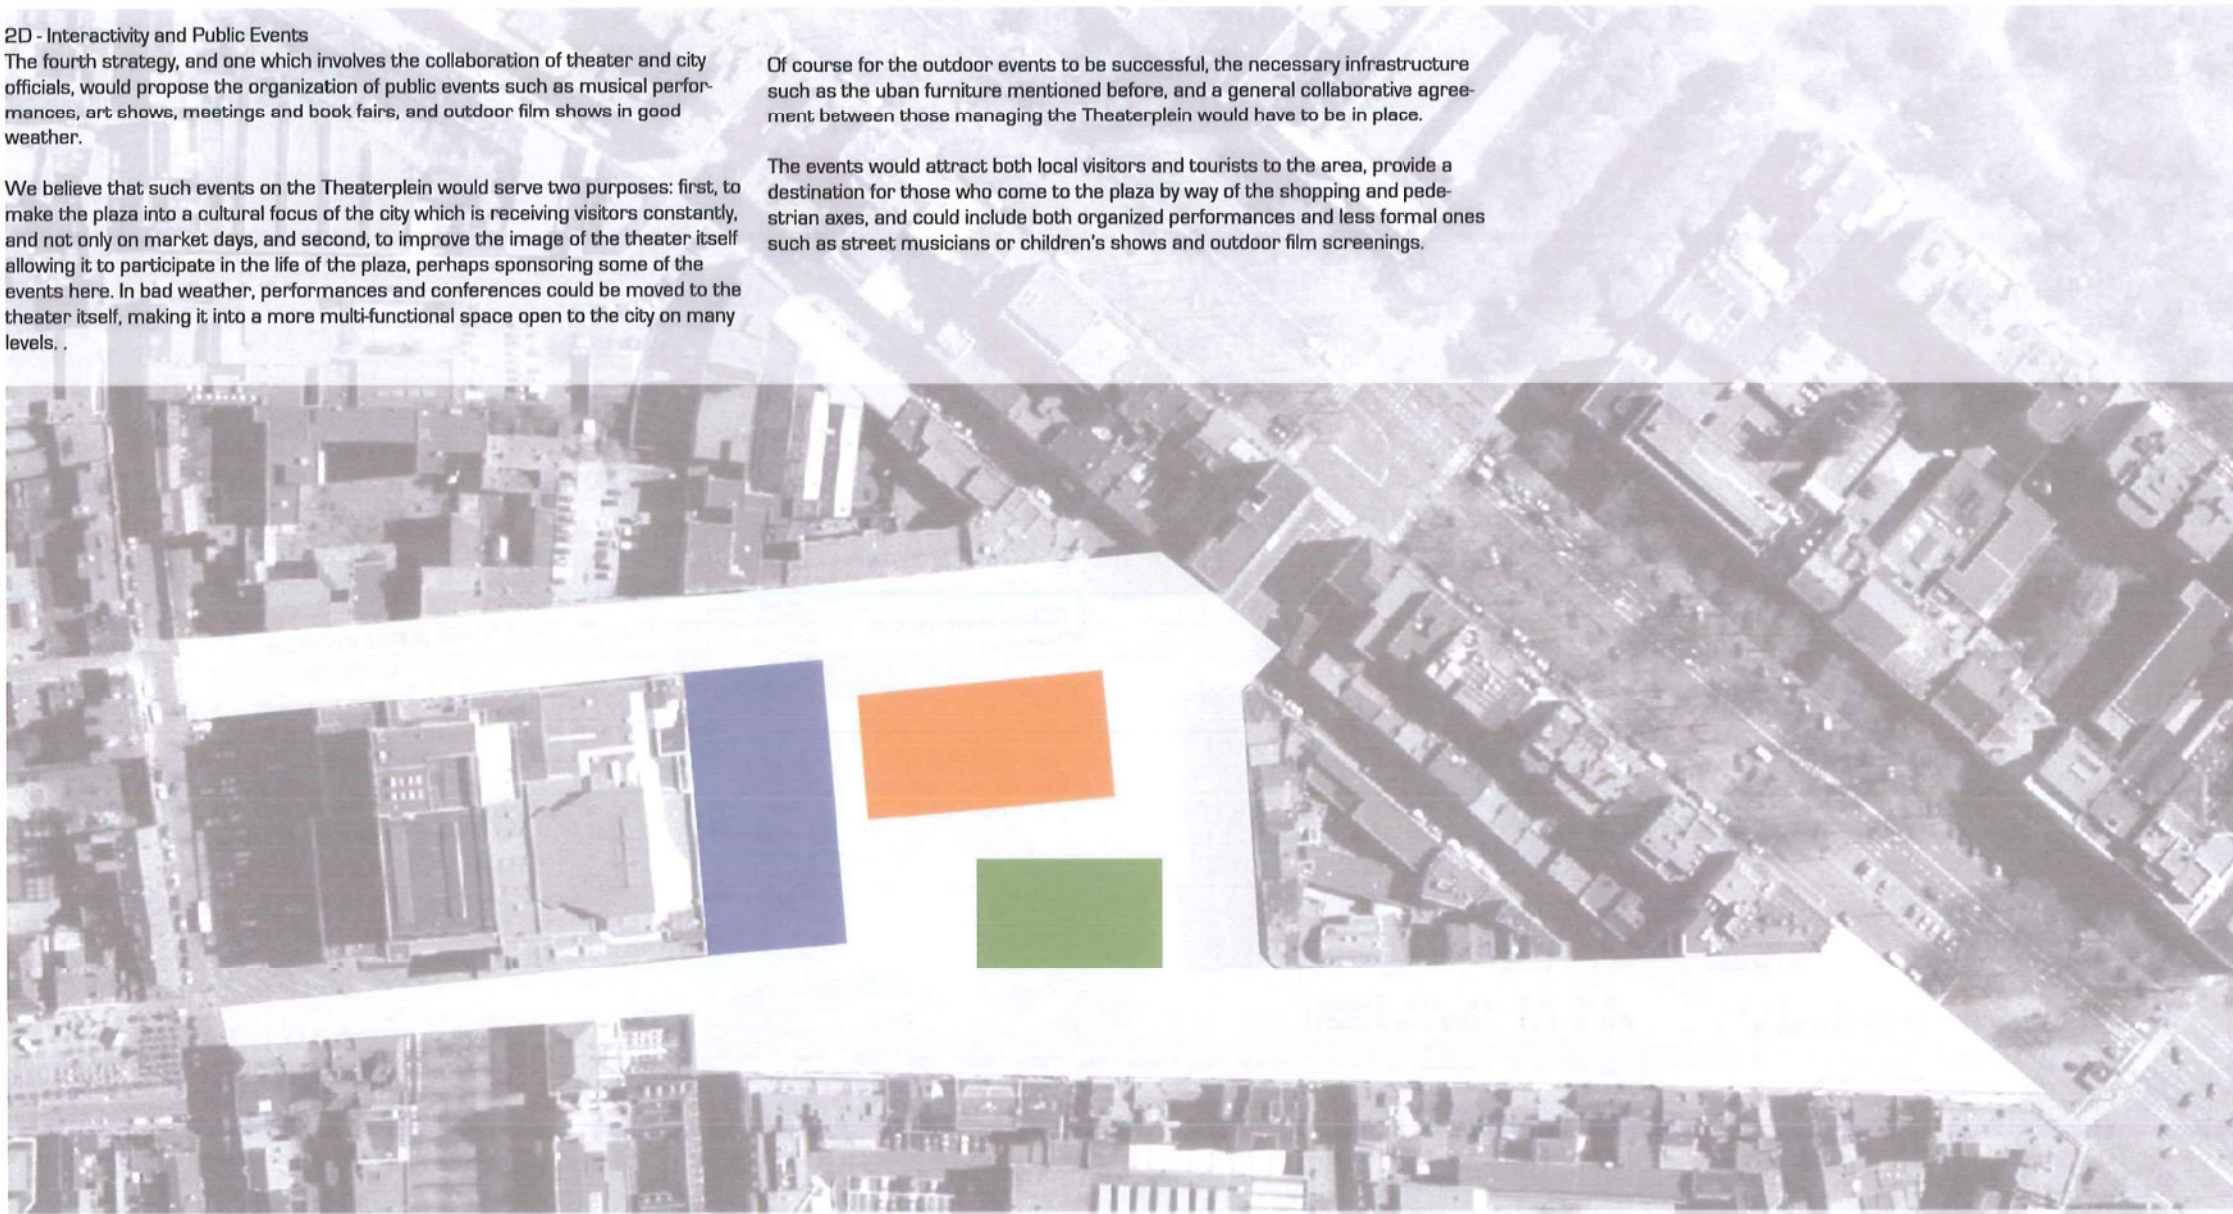 2D - Interactivity and Public Events
The fourth strategy, and one which involves the collaboration of theater and city
officials, would propose the organization of public events such as musical perfor-
mances, art shows, meetings and book fairs, and outdoor film shows in good
weather.
We believe that such events on the Theaterplein would serve two purposes: first, to
make the plaza into a cultural focus of the city which is receiving visitors constantly,
and not only on market days, and second, to improve the image of the theater itself
allowing it to participate in the life of the plaza, perhaps sponsoring some of the
events here. In bad weather, performances and conferences could be moved to the
theater itself, making it into a more multi-functional space open to the city on many
levels. .
Of course for the outdoor events to be successful, the necessary infrastructure
such as the uban furniture mentioned before, and a general collaborative agree-
ment between those managing the Theaterplein would have to be in place.
The events would attract both local visitors and tourists to the area, provide a
destination for those who come to the plaza by way of the shopping and pede-
strian axes, and could include both organized performances and less formal ones
such as street musicians or children's shows and outdoor film screenings.